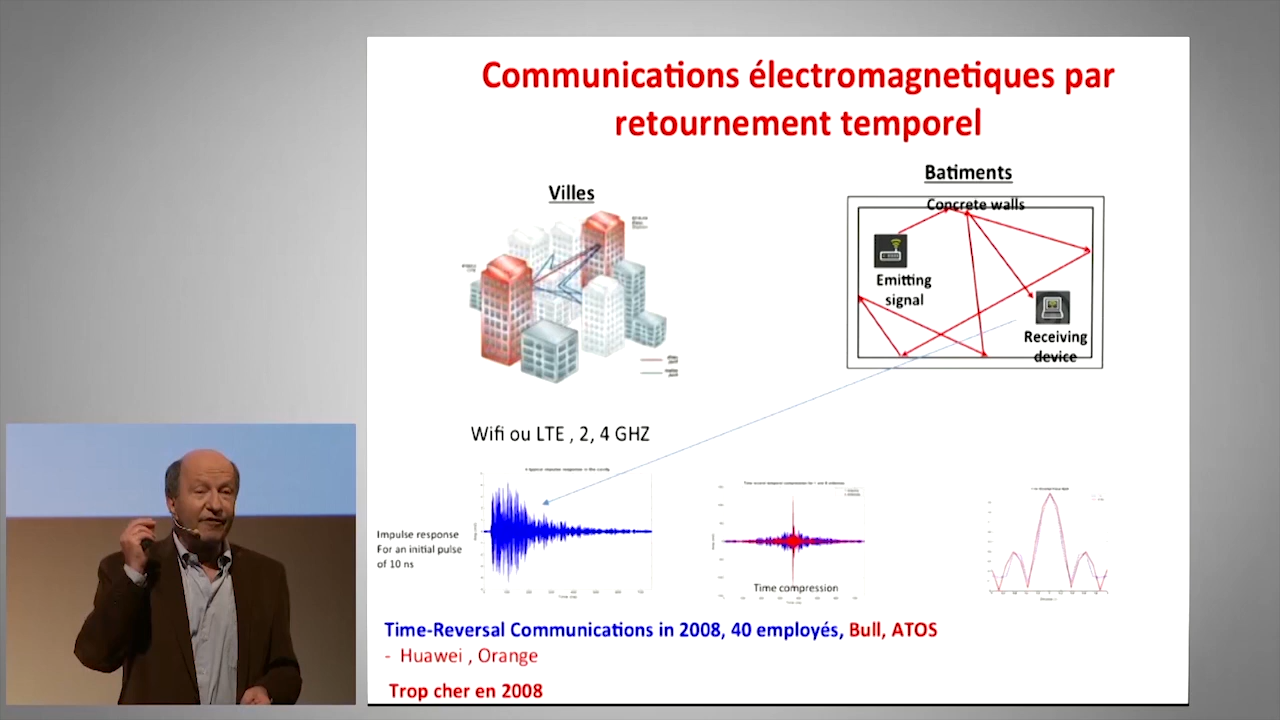 Communications électromagnetiques par
retournement temporel
Villes
Batiments
Concrete walls
Emitting
signal
Receiving
device
Wifi ou LTE , 2, 4 GHZ
Impulse response
For an initial pulse
of 10 ns
Time compression
Time-Reversal Communications in 2008, 40 employés, Bull, ATOS
- Huawei , Orange
Trop cher en 2008